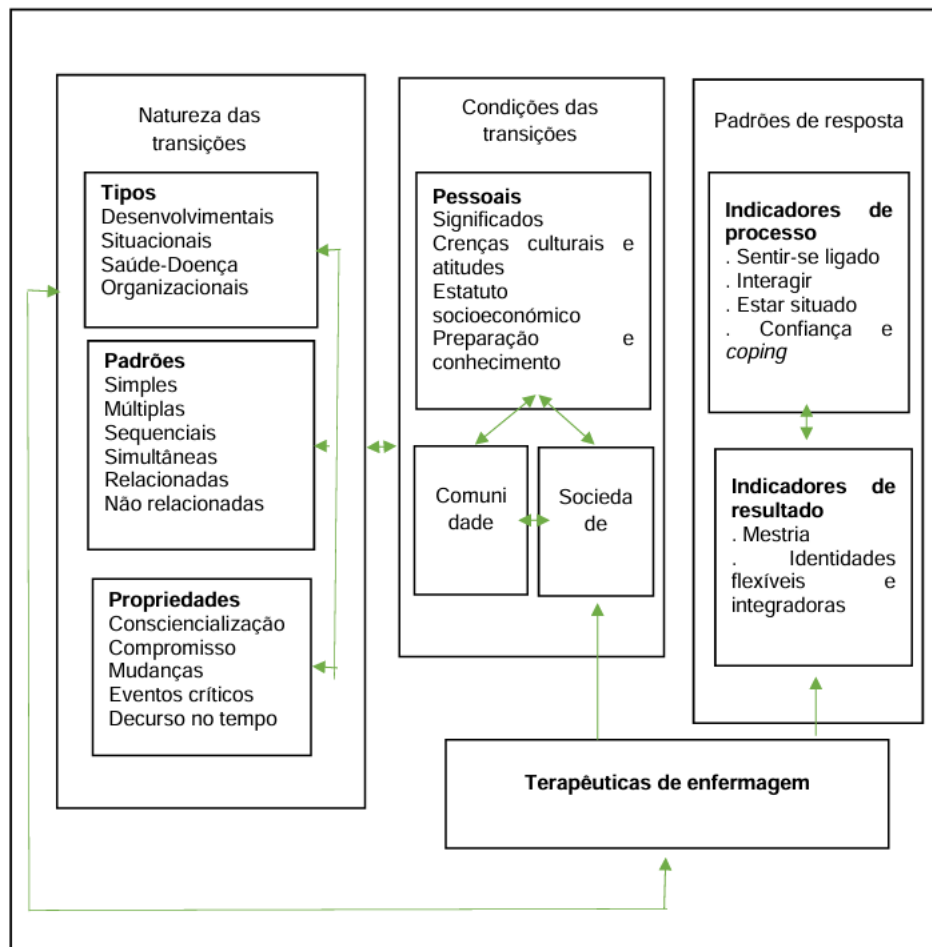 Natureza das
transições
Tipos
Desenvolvimentais
Situacionais
Saúde-Doença
Organizacionais
Padrões
Simples
Múltiplas
Sequenciais
Simultâneas
Relacionadas
Não relacionadas
Propriedades
Consciencialização
Compromisso
Mudanças
Eventos críticos
Decurso no tempo
Condições das
transições
Pessoais
Significados
Crenças culturais e
atitudes
Estatuto
socioeconómico
Preparação e
conhecimento
Comuni
dade
Socieda
de
Padrões de resposta
Indicadores de
processo
. Sentir-se ligado
. Interagir
. Estar situado
. Confiança e
coping
Indicadores de
resultado
. Mestria
. Identidades
flexíveis e
integradoras
Terapêuticas de enfermagem